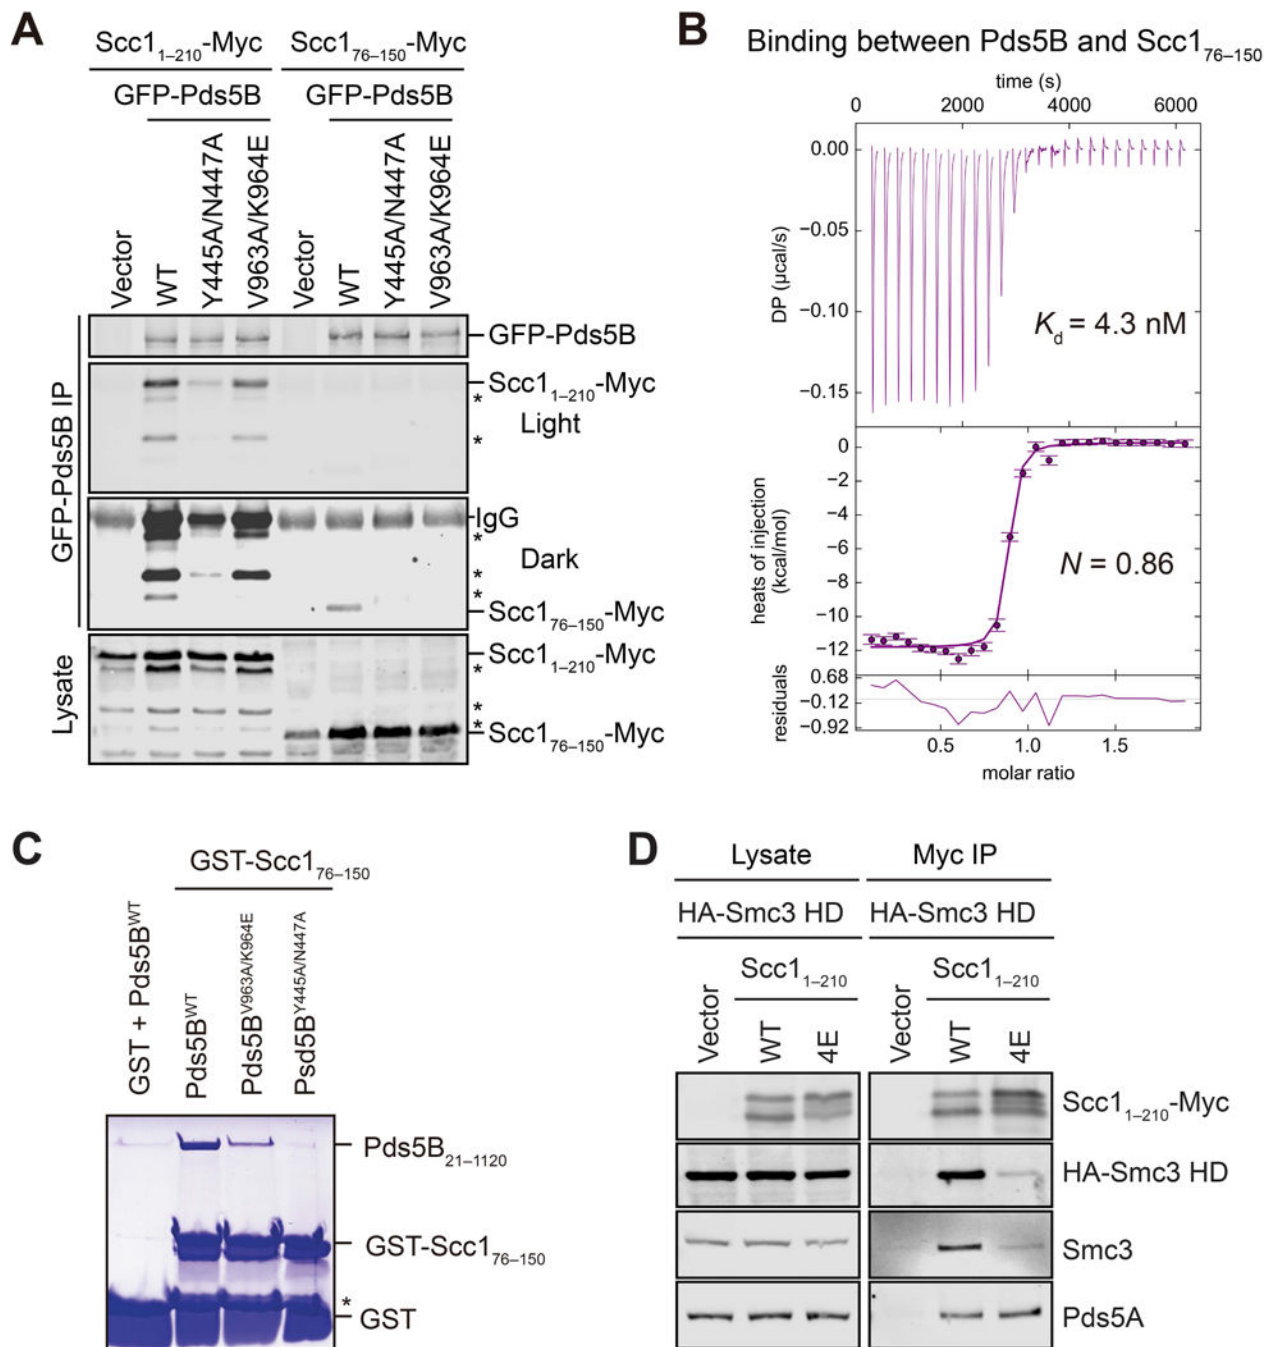 A
Scc1₁₋₂₁₀-Myc
Scc1₇₆₋₁₅₀-Myc
GFP-Pds5B
GFP-Pds5B
Vector
WT
Y445A/N447A
V963A/K964E
Vector
WT
Y445A/N447A
V963A/K964E
GFP-Pds5B IP
GFP-Pds5B
Scc1₁₋₂₁₀-Myc
*
Light
*
IgG
*
Dark
*
*
Scc1₇₆₋₁₅₀-Myc
Lysate
Scc1₁₋₂₁₀-Myc
*
*
*
Scc1₇₆₋₁₅₀-Myc
B
Binding between Pds5B and Scc1₇₆₋₁₅₀
time (s)
0 2000 4000 6000
DP (µcal/s)
0.00
−0.05
−0.10
−0.15
K_d = 4.3 nM
heats of injection
(kcal/mol)
0
−2
−4
−6
−8
−10
−12
N = 0.86
residuals
0.68
−0.12
−0.92
0.5 1.0 1.5
molar ratio
C
GST-Scc1₇₆₋₁₅₀
GST + Pds5B^WT
Pds5B^WT
Pds5B^V963A/K964E
Psd5B^Y445A/N447A
Pds5B₂₁₋₁₁₂₀
GST-Scc1₇₆₋₁₅₀
*
GST
D
Lysate
Myc IP
HA-Smc3 HD
HA-Smc3 HD
Scc1₁₋₂₁₀
Scc1₁₋₂₁₀
Vector
WT
4E
Vector
WT
4E
Scc1₁₋₂₁₀-Myc
HA-Smc3 HD
Smc3
Pds5A